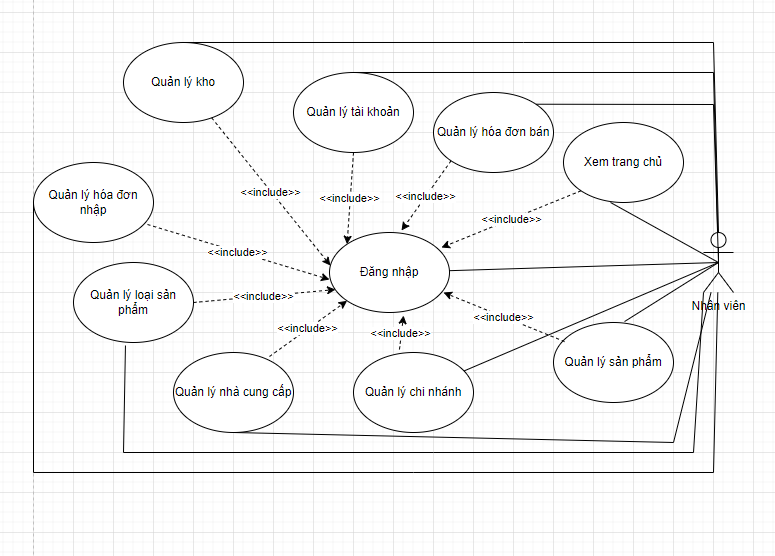 Quản lý kho
Quản lý tài khoản
Quản lý hóa đơn bán
Xem trang chủ
Quản lý hóa đơn
nhập
<<include>>
<<include>>
<<include>>
<<include>>
<<include>>
Đăng nhập
Quản lý loại sản
phẩm
<<include>>
Nhân viên
<<include>>
<<include>>
<<include>>
Quản lý nhà cung cấp
Quản lý chi nhánh
Quản lý sản phẩm